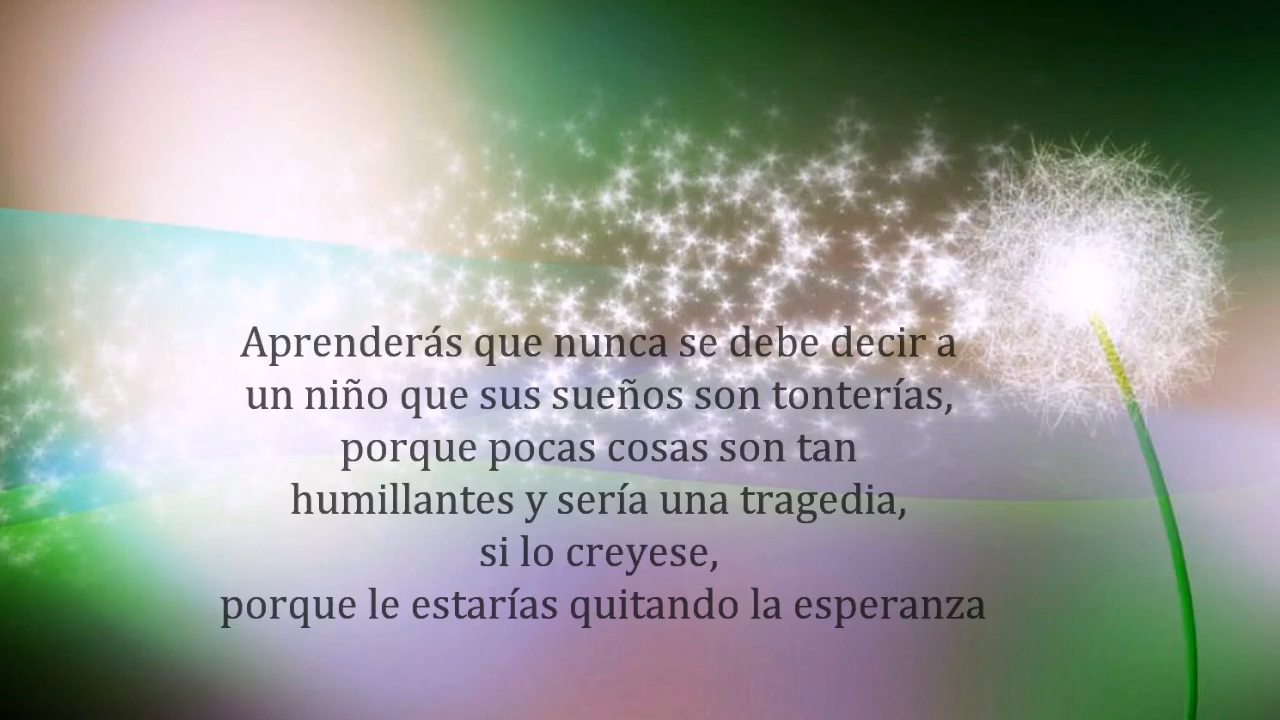 Aprenderás que nunca se debe decir a
un niño que sus sueños son tonterías,
porque pocas cosas son tan
humillantes y sería una tragedia,
si lo creyese,
porque le estarías quitando la esperanza